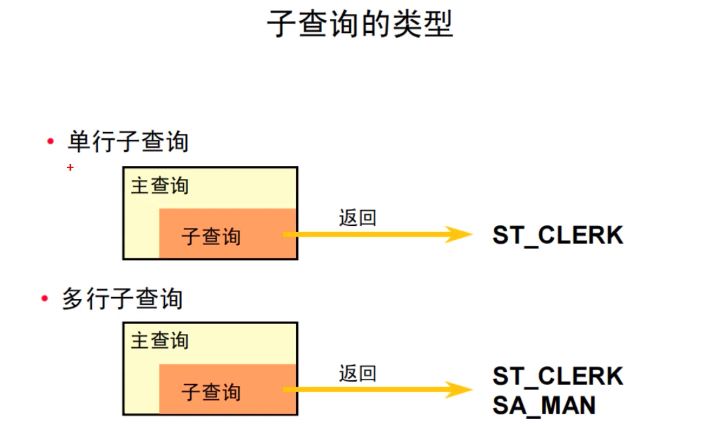 子查询的类型
• 单行子查询
主查询
子查询
返回
ST_CLERK
• 多行子查询
主查询
子查询
返回
ST_CLERK
SA_MAN